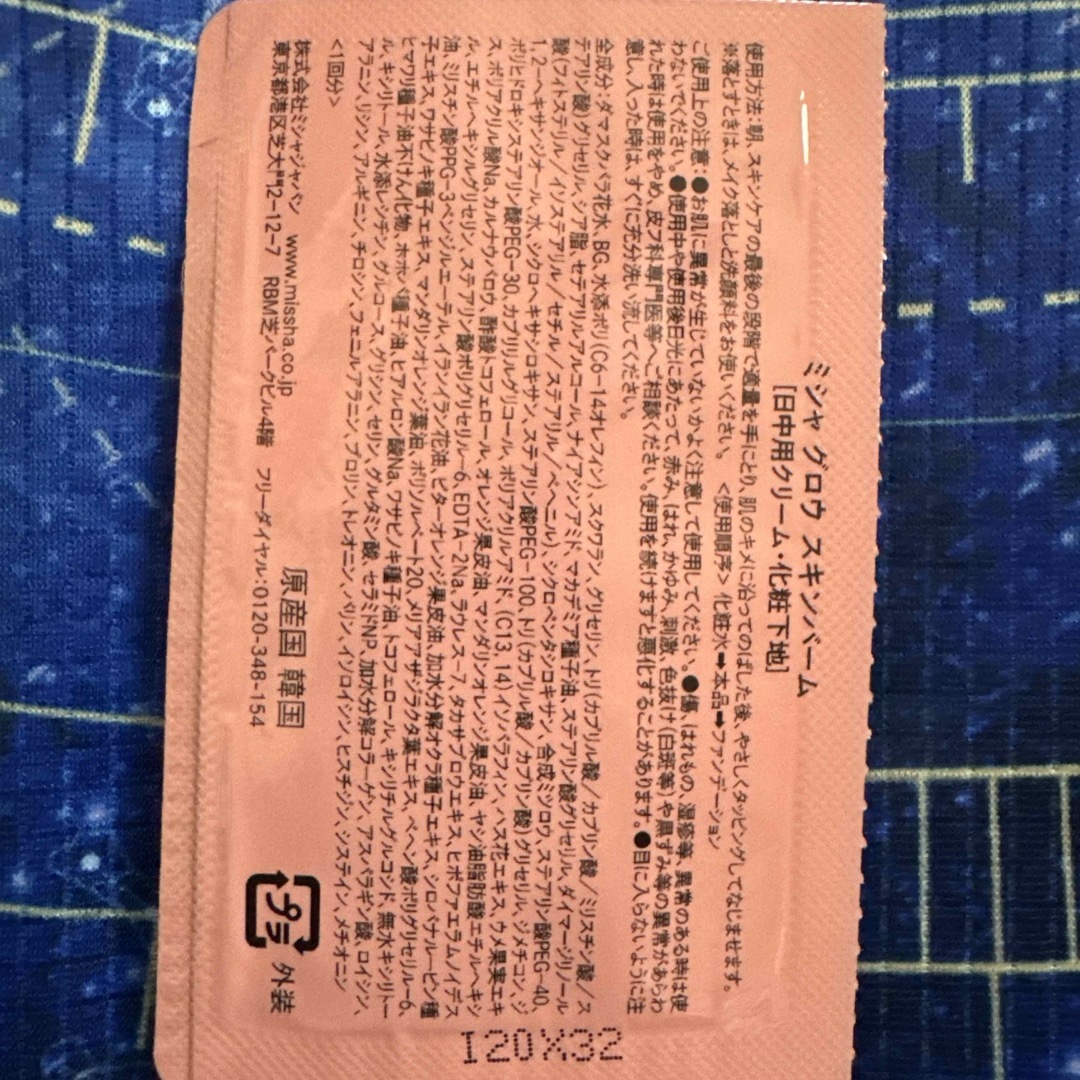 ミシャ グロウ スキンバーム
[日中用クリーム・化粧下地]
使用方法:朝、スキンケアの最後の段階で適量を手にとり、肌のキメに沿ってのばした後、やさしくタッピングしてなじませます。
※落とすときは、メイク落としと洗顔料をお使いください。 <使用順序> 化粧水➡本品➡ファンデーション
ご使用上の注意:●お肌に異常が生じていないかよく注意して使用してください。●傷、はれもの、湿疹等、異常のある時は使
わないでください。●使用中や使用後日光にあたって、赤み、はれ、かゆみ、刺激、色抜け(白斑等)や黒ずみ等の異常があらわ
れた時は使用をやめ、皮フ科専門医等へご相談ください。使用を続けますと悪化することがあります。●目に入らないように注
意し、入った時は、すぐに充分洗い流してください。
全成分:ダマスクバラ花水、BG、水添ポリ(C6-14オレフィン)、スクワラン、グリセリン、トリ(カプリル酸/カプリン酸/ミリスチン酸/ス
テアリン酸)グリセリル、シア脂、セテアリルアルコール、ナイアシンアミド、マカデミア種子油、ステアリン酸グリセリル、ダイマージリノール
酸(フィトステリル/イソステアリル/セチル/ステアリル/ベヘニル)、シクロペンタシロキサン、合成ミツロウ、ステアリン酸PEG-40、
1,2-ヘキサンジオール、水、シクロヘキサシロキサン、ステアリン酸PEG-100、トリ(カプリル酸/カプリン酸)グリセリル、ジメチコン、ジ
ポリヒドロキシステアリン酸PEG-30、カプリリルグリコール、ポリアクリルアミド、(C13,14)イソパラフィン、ハス花エキス、ウメ果実エキ
ス、ポリアクリル酸Na、カルナウバロウ、酢酸トコフェロール、オレンジ果皮油、マンダリンオレンジ果皮油、ヤシ油脂肪酸エチルヘキシ
ル、エチルヘキシルグリセリン、ステアリン酸ポリグリセリル-6、EDTA-2Na、ラウレス-7、タカサブロウエキス、ヒポファエラムノイデス
油、ミリスチン酸PPG-3ベンジルエーテル、イランイラン花油、ビターオレンジ果皮油、加水分解オクラ種子エキス、シロバナルーピン種
子エキス、ワサビノキ種子エキス、マンダリンオレンジ葉油、ポリソルベート20、メリアアザジラクタ葉エキス、ベヘン酸ポリグリセリル-6、
ヒマワリ種子油不けん化物、ホホバ種子油、ヒアルロン酸Na、ワサビノキ種子油、トコフェロール、キシリチルグルコシド、無水キシリトー
ル、キシリトール、水添レシチン、グルコース、グリシン、セリン、グルタミン酸、セラミドNP、加水分解コラーゲン、アスパラギン酸、ロイシン、
アラニン、リシン、アルギニン、チロシン、フェニルアラニン、プロリン、トレオニン、バリン、イソロイシン、ヒスチジン、システイン、メチオニン
<1回分>
株式会社ミシャジャパン www.missha.co.jp
東京都港区芝大門2-12-7 RBM芝パークビル4階 フリーダイヤル:0120-348-154
原産国 韓国
プラ
外装
I20X32